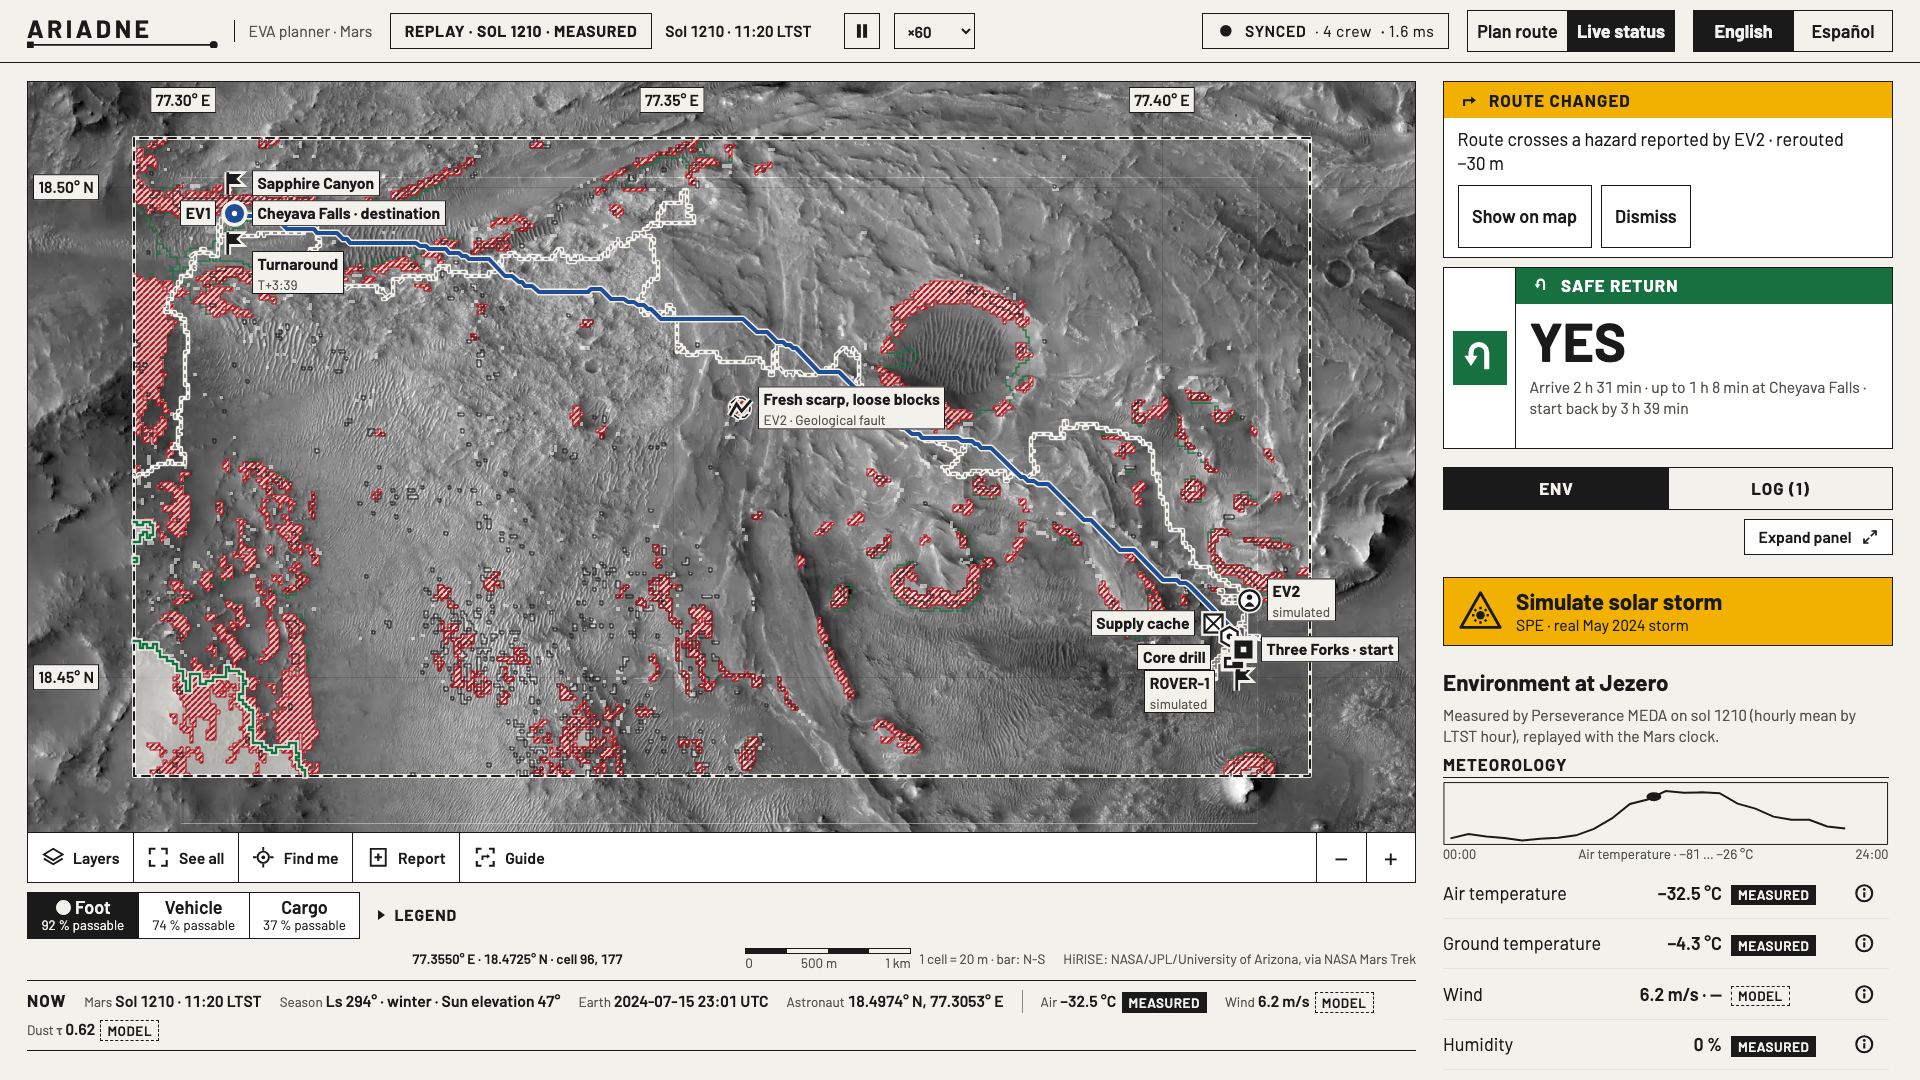 ARIADNE
EVA planner · Mars
REPLAY · SOL 1210 · MEASURED
Sol 1210 · 11:20 LTST
×60
SYNCED · 4 crew · 1.6 ms
Plan route
Live status
English
Español
77.30° E
77.35° E
77.40° E
18.50° N
18.45° N
Sapphire Canyon
EV1
Cheyava Falls · destination
Turnaround
T+3:39
Fresh scarp, loose blocks
EV2 · Geological fault
EV2
simulated
Supply cache
Three Forks · start
Core drill
ROVER-1
simulated
Layers
See all
Find me
Report
Guide
−
+
Foot
92 % passable
Vehicle
74 % passable
Cargo
37 % passable
LEGEND
77.3550° E · 18.4725° N · cell 96, 177
0 500 m 1 km
1 cell = 20 m · bar: N-S
HiRISE: NASA/JPL/University of Arizona, via NASA Mars Trek
NOW Mars Sol 1210 · 11:20 LTST Season Ls 294° · winter · Sun elevation 47° Earth 2024-07-15 23:01 UTC Astronaut 18.4974° N, 77.3053° E Air −32.5 °C MEASURED Wind 6.2 m/s MODEL
Dust τ 0.62 MODEL
ROUTE CHANGED
Route crosses a hazard reported by EV2 · rerouted
−30 m
Show on map
Dismiss
SAFE RETURN
YES
Arrive 2 h 31 min · up to 1 h 8 min at Cheyava Falls ·
start back by 3 h 39 min
ENV
LOG (1)
Expand panel
Simulate solar storm
SPE · real May 2024 storm
Environment at Jezero
Measured by Perseverance MEDA on sol 1210 (hourly mean by
LTST hour), replayed with the Mars clock.
METEOROLOGY
00:00 Air temperature · −81 … −26 °C 24:00
Air temperature −32.5 °C MEASURED
Ground temperature −4.3 °C MEASURED
Wind 6.2 m/s · — MODEL
Humidity 0 % MEASURED